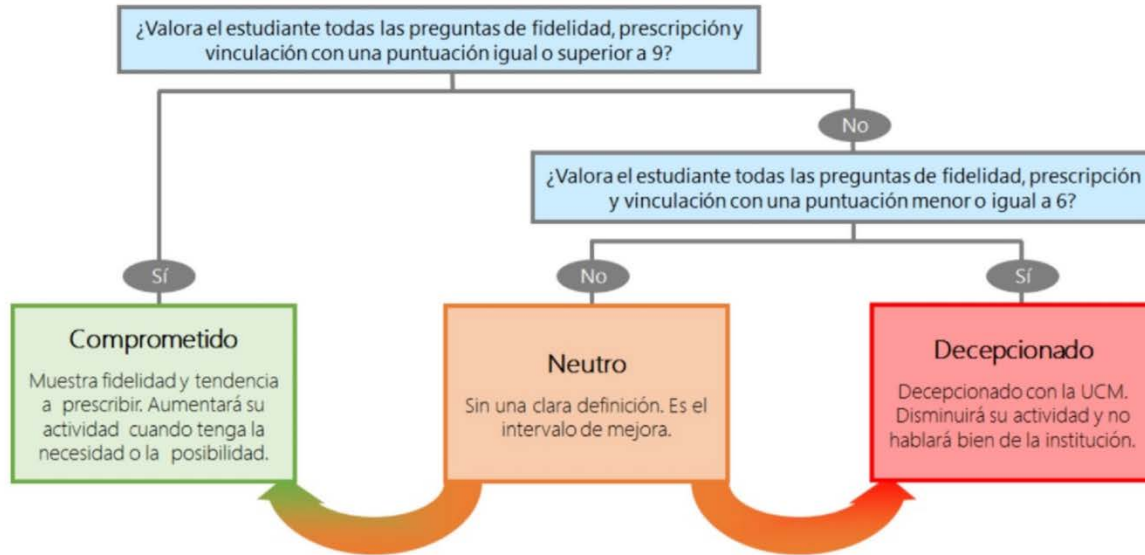 ¿Valora el estudiante todas las preguntas de fidelidad, prescripción y
vinculación con una puntuación igual o superior a 9?
No
¿Valora el estudiante todas las preguntas de fidelidad, prescripción
y vinculación con una puntuación menor o igual a 6?
Sí
No
Sí
Comprometido
Muestra fidelidad y tendencia
a prescribir. Aumentará su
actividad cuando tenga la
necesidad o la posibilidad.
Neutro
Sin una clara definición. Es el
intervalo de mejora.
Decepcionado
Decepcionado con la UCM.
Disminuirá su actividad y no
hablará bien de la institución.